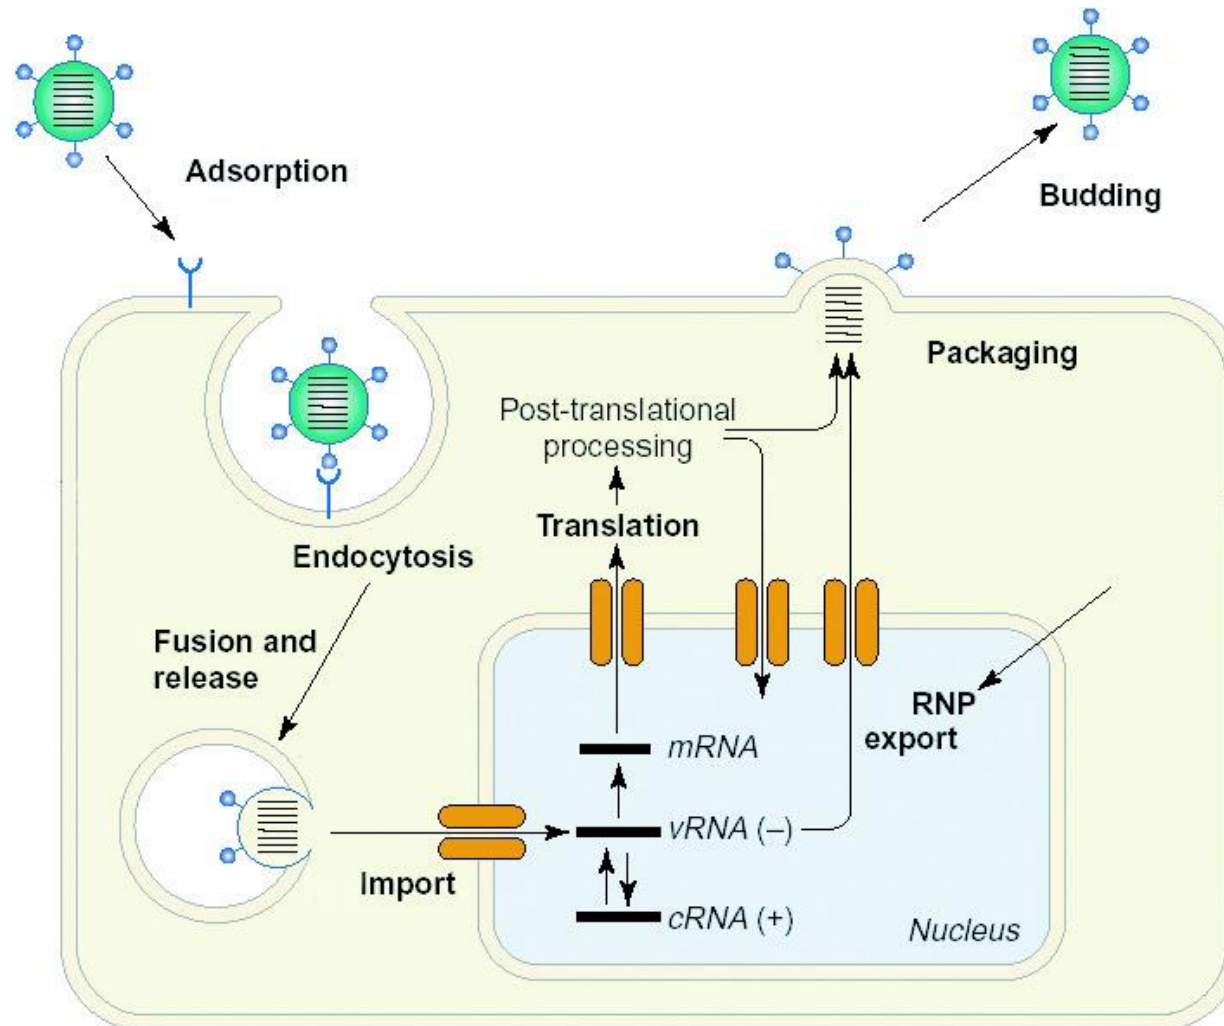 Adsorption
Budding
Packaging
Post-translational
processing
Translation
Endocytosis
Fusion and
release
RNP
export
mRNA
vRNA (–)
Import
cRNA (+)
Nucleus